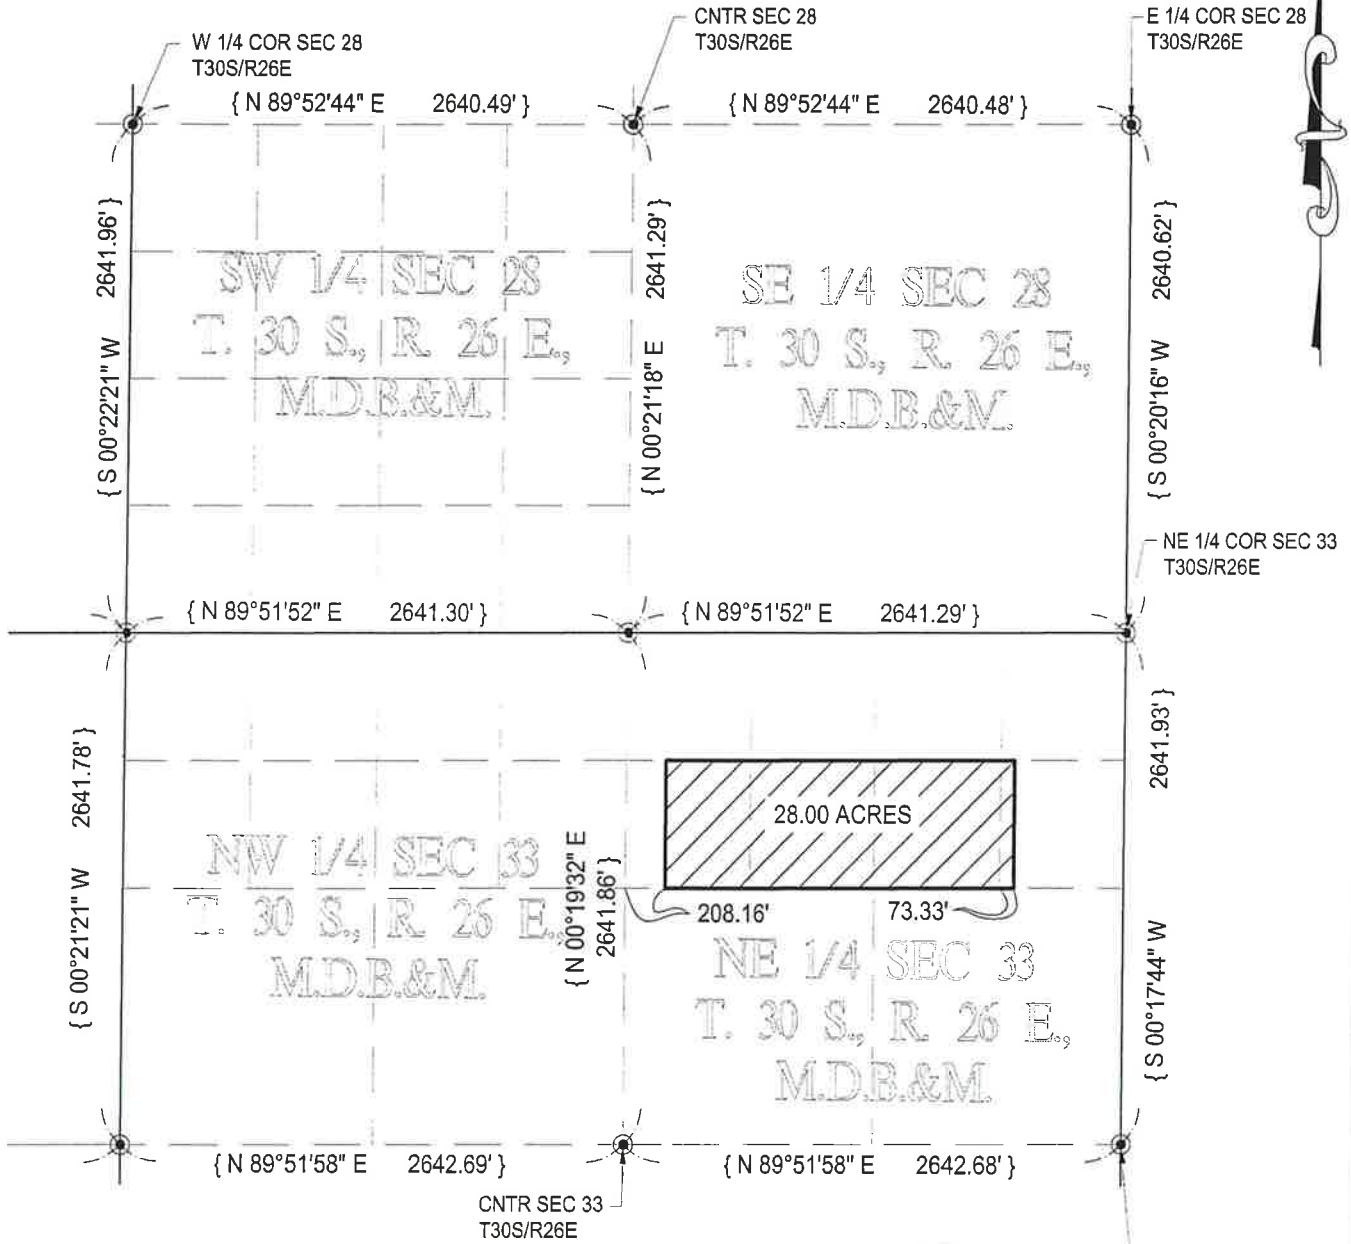 CNTR SEC 28
T30S/R26E
E 1/4 COR SEC 28
T30S/R26E
W 1/4 COR SEC 28
T30S/R26E
{ N 89°52'44" E 2640.49' }
{ N 89°52'44" E 2640.48' }
{ S 00°22'21" W 2641.96' }
SW 1/4 SEC 28
T. 30 S., R. 26 E.,
M.D.B.&M.
{ N 00°21'18" E 2641.29' }
SE 1/4 SEC 28
T. 30 S., R. 26 E.,
M.D.B.&M.
{ S 00°20'16" W 2640.62' }
NE 1/4 COR SEC 33
T30S/R26E
{ N 89°51'52" E 2641.30' }
{ N 89°51'52" E 2641.29' }
{ S 00°21'21" W 2641.78' }
NW 1/4 SEC 33
T. 30 S., R. 26 E.,
M.D.B.&M.
{ N 00°19'32" E
2641.86' }
28.00 ACRES
208.16'
73.33'
NE 1/4 SEC 33
T. 30 S., R. 26 E.,
M.D.B.&M.
{ S 00°17'44" W 2641.93' }
{ N 89°51'58" E 2642.69' }
{ N 89°51'58" E 2642.68' }
CNTR SEC 33
T30S/R26E